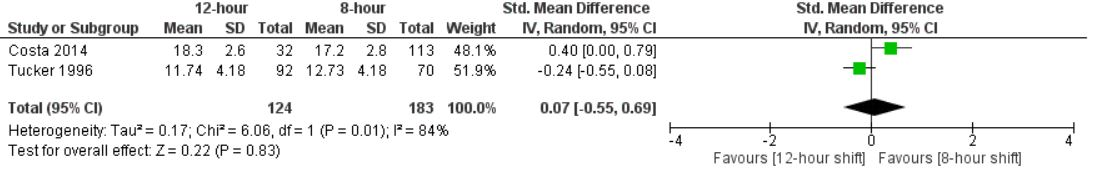 12-hour 8-hour Std. Mean Difference Std. Mean Difference
Study or Subgroup Mean SD Total Mean SD Total Weight IV, Random, 95% CI IV, Random, 95% CI
Costa 2014 18.3 2.6 32 17.2 2.8 113 48.1% 0.40 [0.00, 0.79]
Tucker 1996 11.74 4.18 92 12.73 4.18 70 51.9% -0.24 [-0.55, 0.08]
Total (95% CI) 124 183 100.0% 0.07 [-0.55, 0.69]
Heterogeneity: Tau² = 0.17; Chi² = 6.06, df = 1 (P = 0.01); I² = 84%
Test for overall effect: Z = 0.22 (P = 0.83)
-4 -2 0 2 4
Favours [12-hour shift] Favours [8-hour shift]